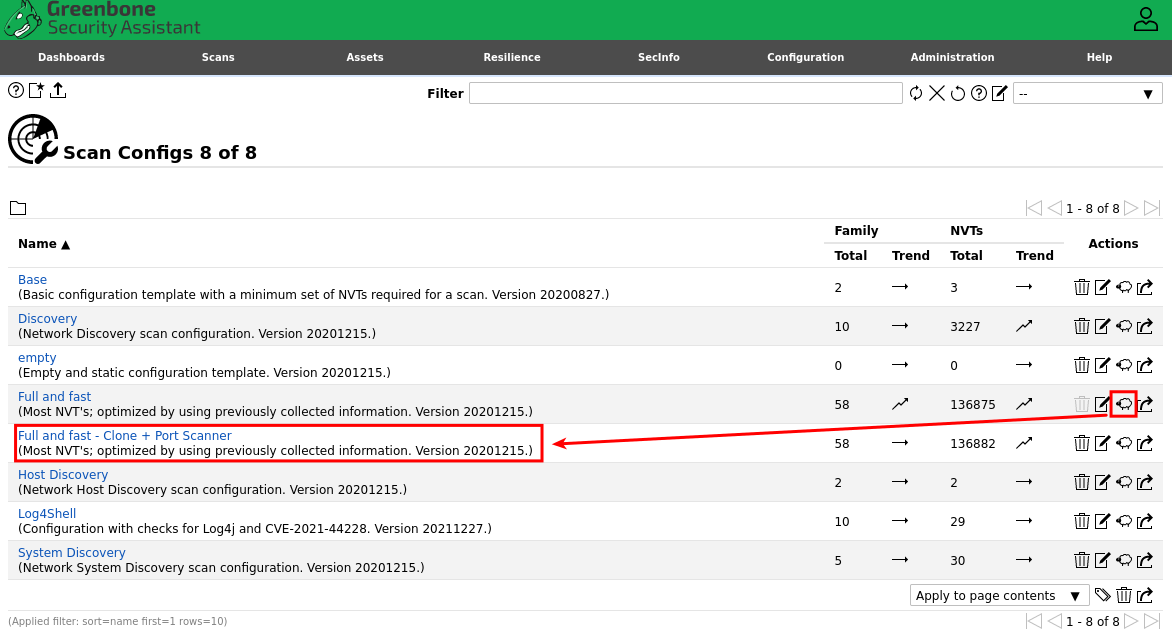 Greenbone
Security Assistant
Dashboards Scans Assets Resilience SecInfo Configuration Administration Help
Filter --
Scan Configs 8 of 8
1 - 8 of 8
Family NVTs
Name ▲ Actions
Total Trend Total Trend
Base
(Basic configuration template with a minimum set of NVTs required for a scan. Version 20200827.) 2 3
Discovery
(Network Discovery scan configuration. Version 20201215.) 10 3227
empty
(Empty and static configuration template. Version 20201215.) 0 0
Full and fast
(Most NVT's; optimized by using previously collected information. Version 20201215.) 58 136875
Full and fast - Clone + Port Scanner
(Most NVT's; optimized by using previously collected information. Version 20201215.) 58 136882
Host Discovery
(Network Host Discovery scan configuration. Version 20201215.) 2 2
Log4Shell
(Configuration with checks for Log4j and CVE-2021-44228. Version 20211227.) 10 29
System Discovery
(Network System Discovery scan configuration. Version 20201215.) 5 30
Apply to page contents ▼
(Applied filter: sort=name first=1 rows=10) 1 - 8 of 8